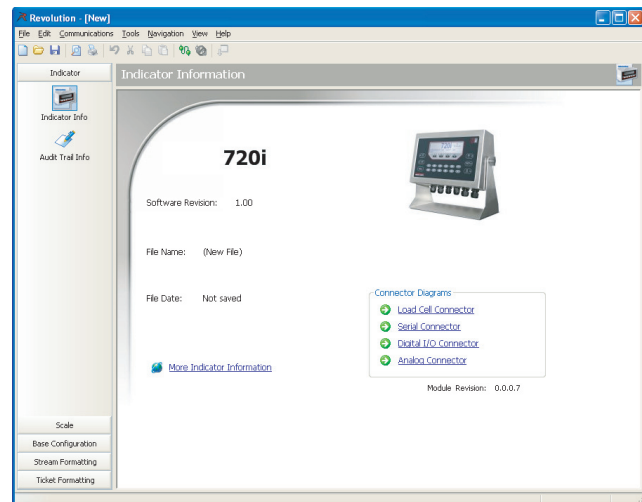 Revolution - [New]
File Edit Communications Tools Navigation View Help
Indicator
Indicator Information
Indicator Info
Audit Trail Info
720i
Software Revision: 1.00
File Name: (New File)
File Date: Not saved
More Indicator Information
Connector Diagrams
Load Cell Connector
Serial Connector
Digital I/O Connector
Analog Connector
Module Revision: 0.0.0.7
Scale
Base Configuration
Stream Formatting
Ticket Formatting